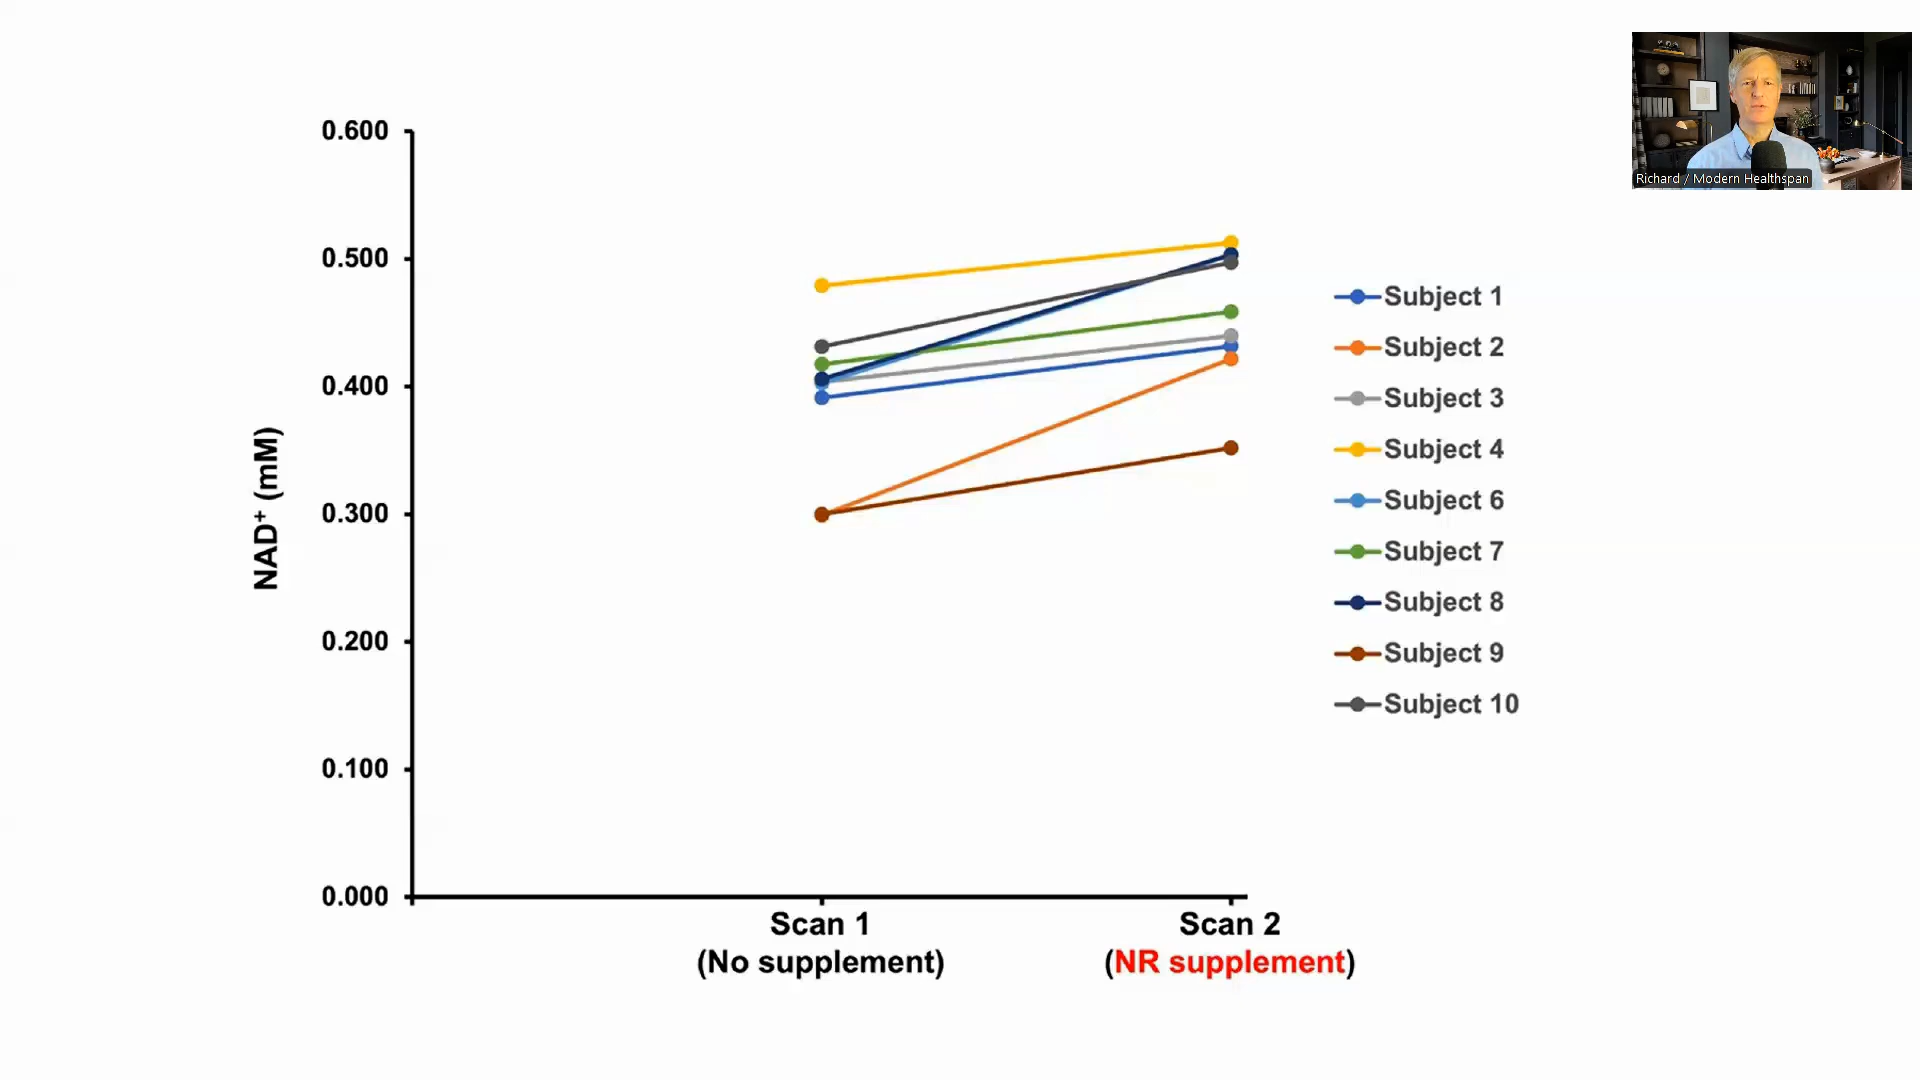 Richard / Modern Healthspan
0.600
0.500
0.400
0.300
0.200
0.100
0.000
NAD⁺ (mM)
Scan 1
(No supplement)
Scan 2
(NR supplement)
Subject 1
Subject 2
Subject 3
Subject 4
Subject 6
Subject 7
Subject 8
Subject 9
Subject 10